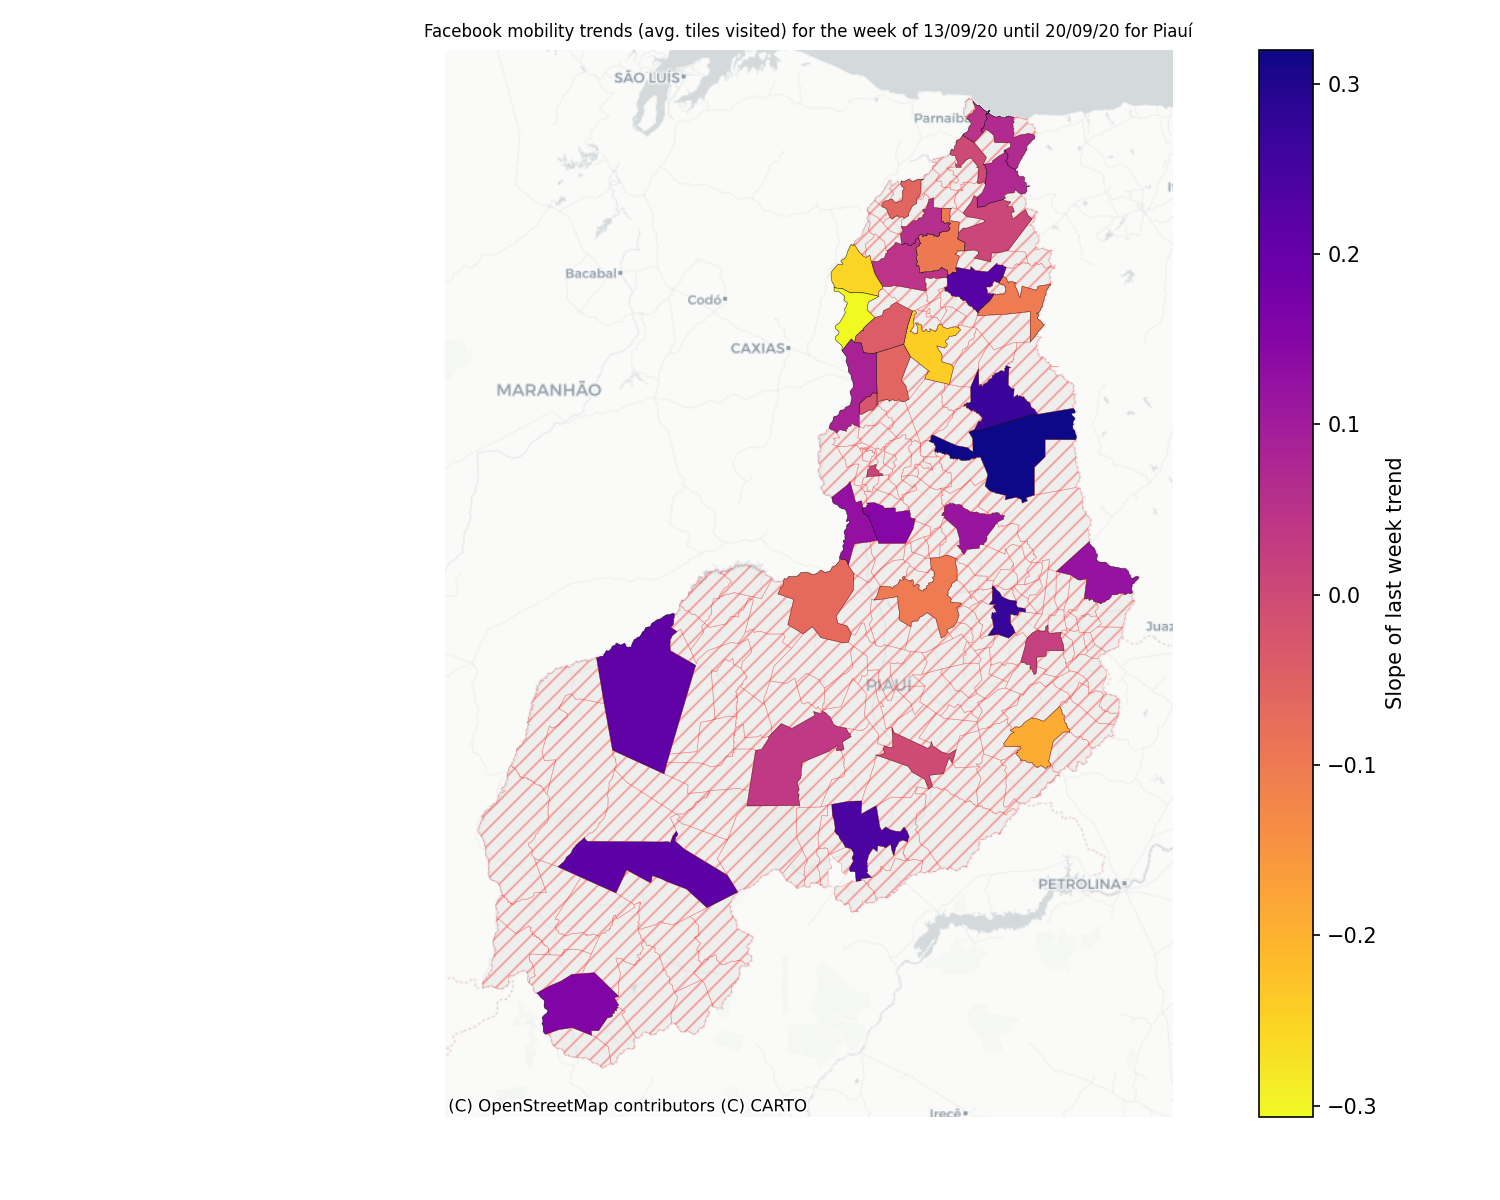 Facebook mobility trends (avg. tiles visited) for the week of 13/09/20 until 20/09/20 for Piauí
SÃO LUÍS
Parnaíba
Bacabal
Codó
CAXIAS
MARANHÃO
Juaz
PIAUÍ
PETROLINA
Irecê
(C) OpenStreetMap contributors (C) CARTO
0.3
0.2
0.1
0.0
−0.1
−0.2
−0.3
Slope of last week trend